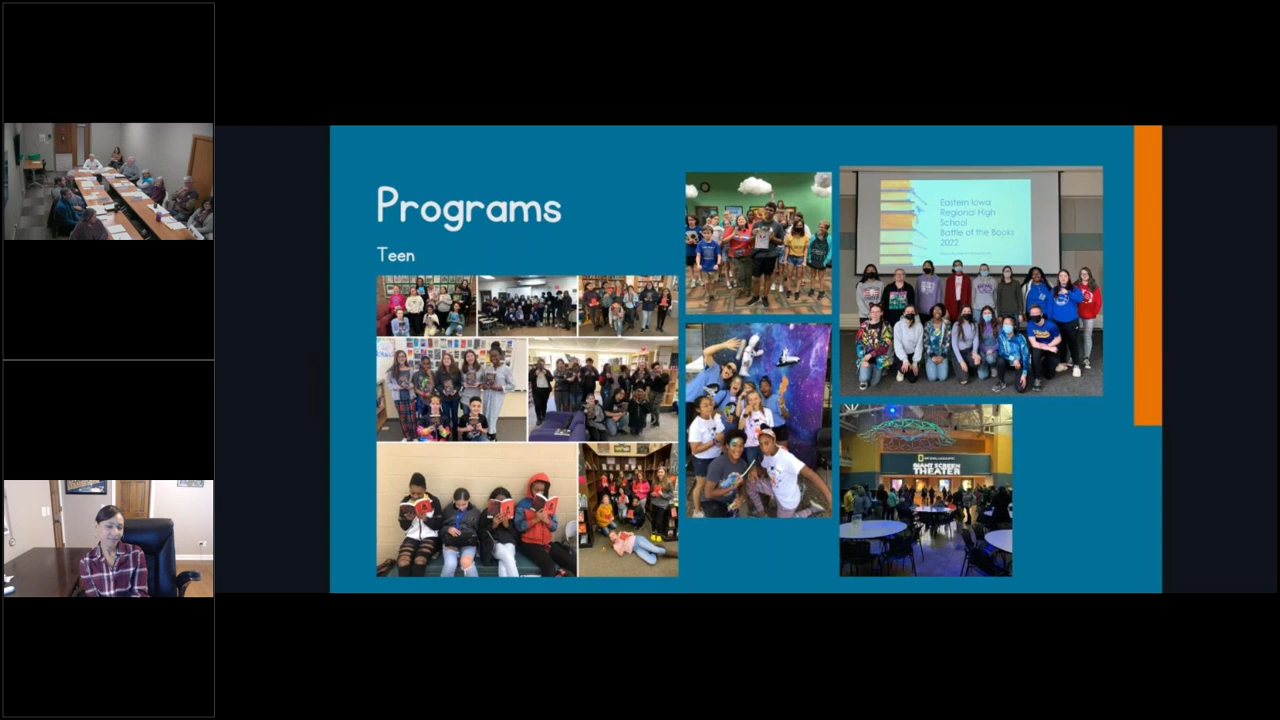 Programs
Teen
Eastern Iowa
Regional High
School
Battle of the Books
2022
NATIONAL GEOGRAPHIC
GIANT SCREEN
THEATER